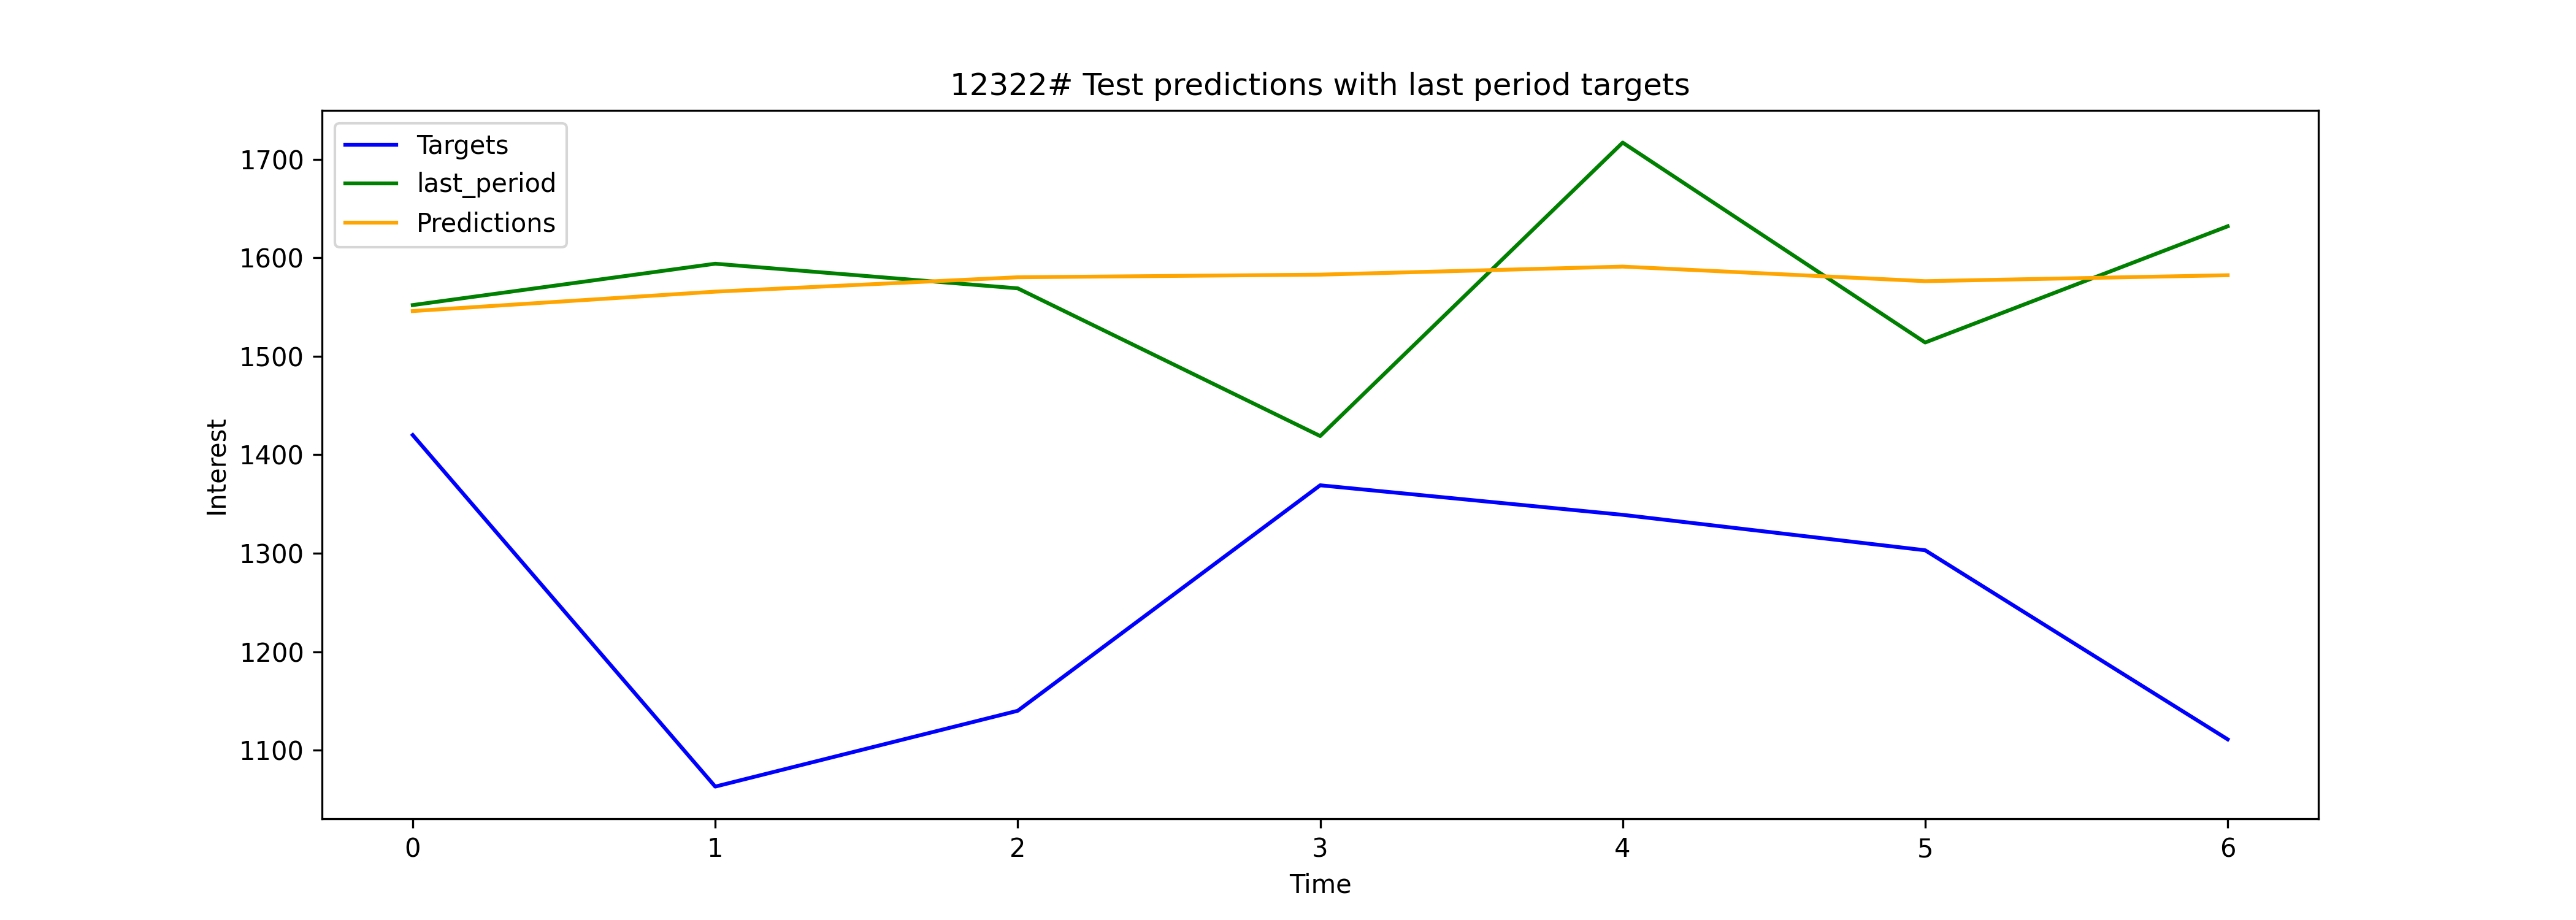 12322# Test predictions with last period targets
Targets
last_period
Predictions
1700
1600
1500
1400
1300
1200
1100
Interest
0 1 2 3 4 5 6
Time